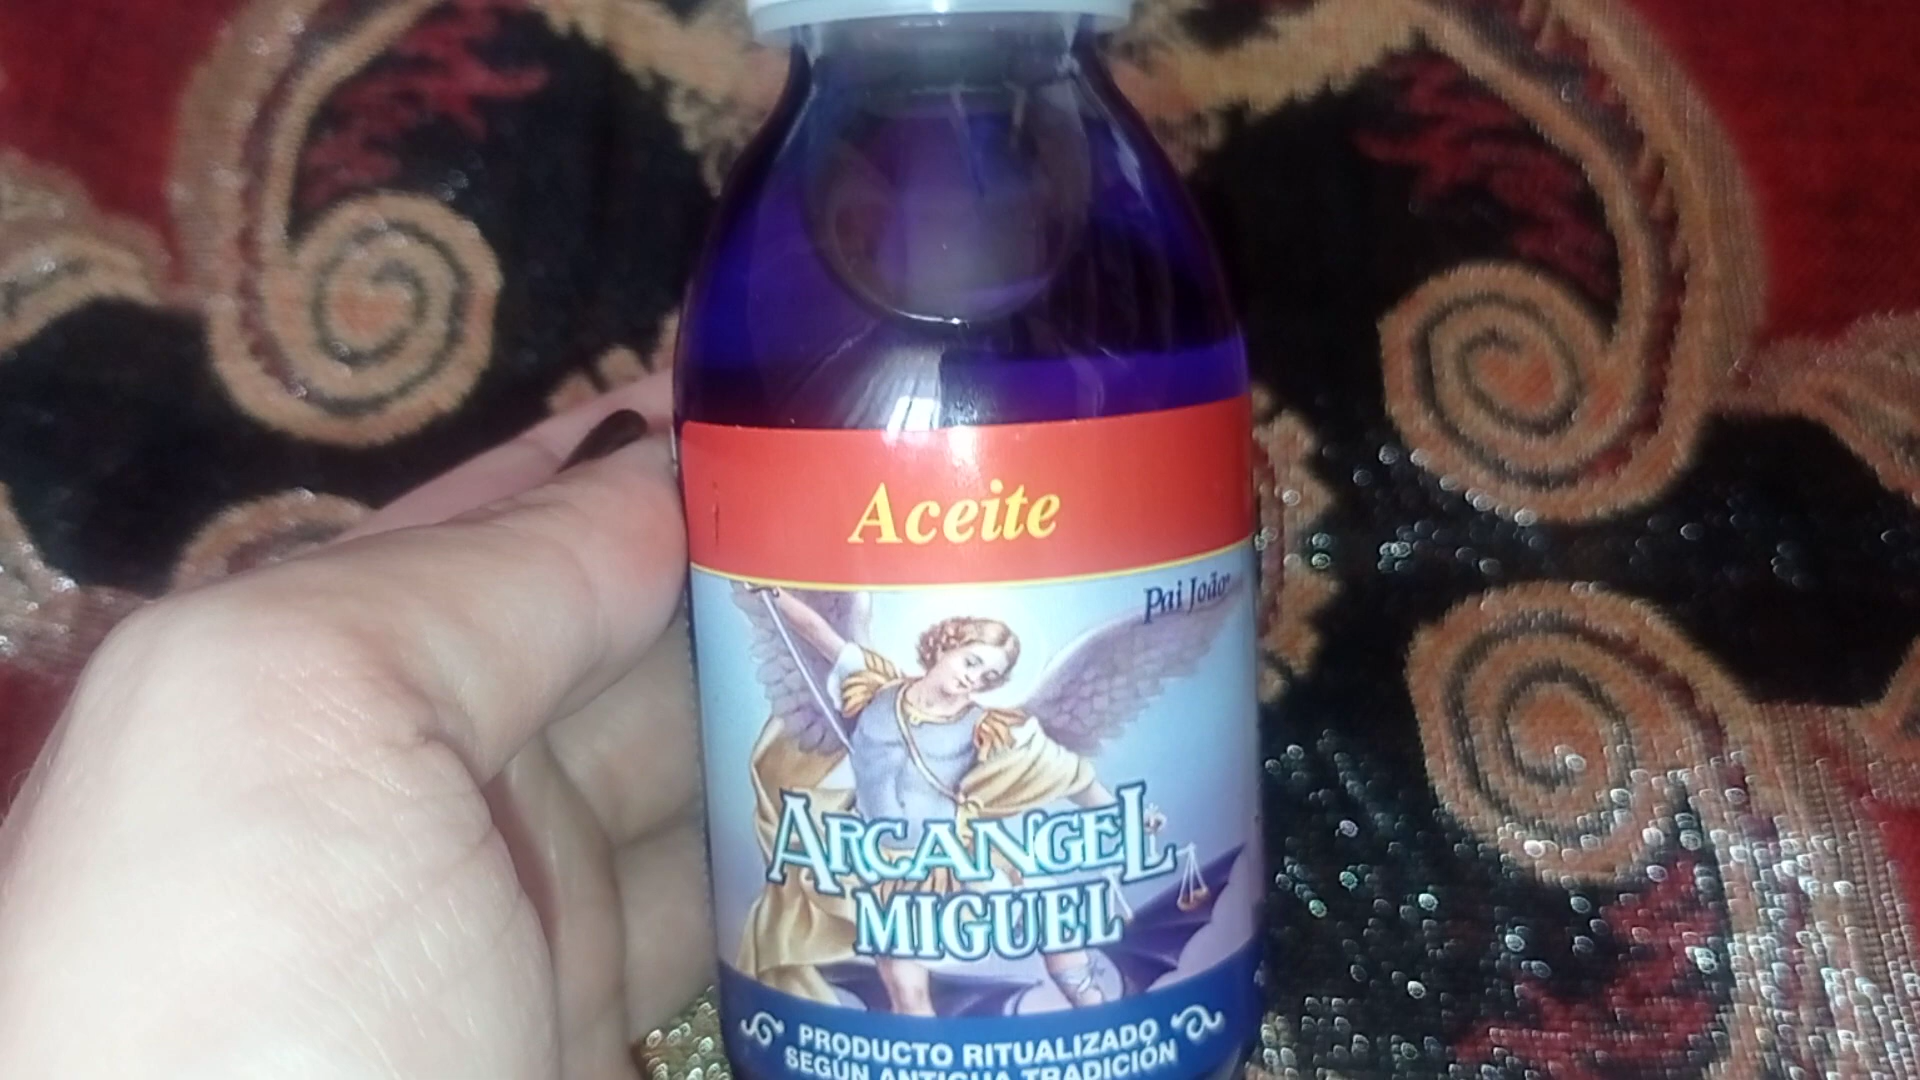 Aceite
Pai João
ARCANGEL
MIGUEL
PRODUCTO RITUALIZADO
SEGÚN ANTIGUA TRADICIÓN